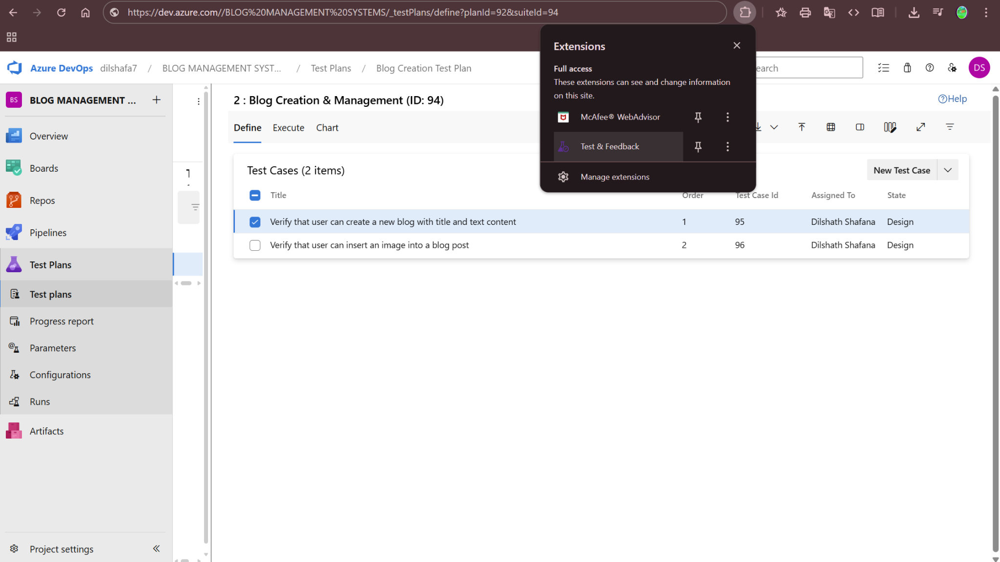 https://dev.azure.com//BLOG%20MANAGEMENT%20SYSTEMS/_testPlans/define?planId=92&suiteId=94
Extensions
Full access
These extensions can see and change information
on this site.
McAfee® WebAdvisor
Test & Feedback
Manage extensions
Azure DevOps dilshafa7 / BLOG MANAGEMENT SYST... / Test Plans / Blog Creation Test Plan
earch
DS
BS BLOG MANAGEMENT ... +
Overview
Boards
Repos
Pipelines
Test Plans
Test plans
Progress report
Parameters
Configurations
Runs
Artifacts
Project settings
2 : Blog Creation & Management (ID: 94)
Help
Define Execute Chart
Test Cases (2 items)
New Test Case
Title Order Test Case Id Assigned To State
Verify that user can create a new blog with title and text content 1 95 Dilshath Shafana Design
Verify that user can insert an image into a blog post 2 96 Dilshath Shafana Design